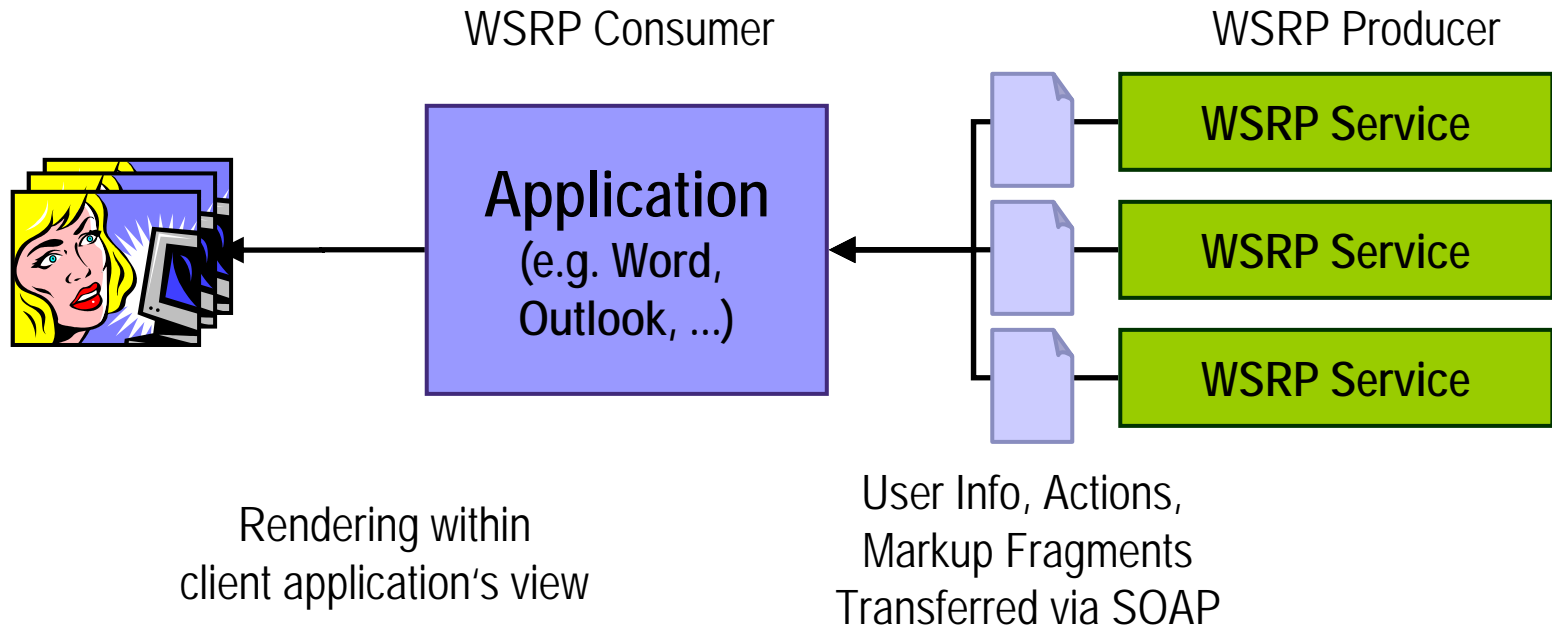 WSRP Consumer
WSRP Producer
Application
(e.g. Word,
Outlook, ...)
WSRP Service
WSRP Service
WSRP Service
Rendering within
client application‘s view
User Info, Actions,
Markup Fragments
Transferred via SOAP